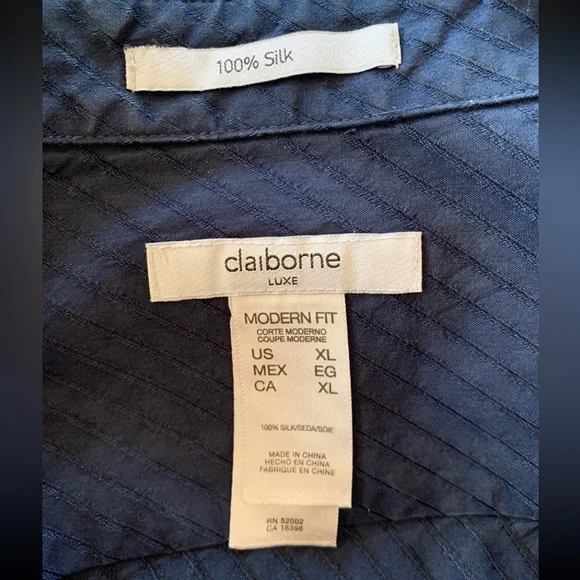 100% Silk
claiborne
LUXE
MODERN FIT
CORTE MODERNO
COUPE MODERNE
US XL
MEX EG
CA XL
100% SILK/SEDA/SOIE
MADE IN CHINA
HECHO EN CHINA
FABRIQUE EN CHINE
RN 52002
CA 16398